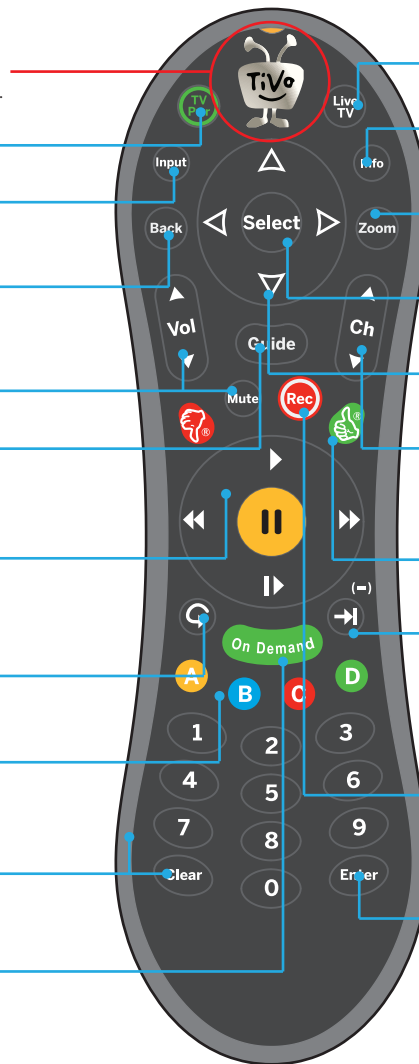 TiVo
TV
Pwr
Live
TV
Input
Info
Back
Select
Zoom
Vol
Guide
Ch
Mute
Rec
®
®
(–)
On Demand
A
B
C
D
1
2
3
4
5
6
7
8
9
Clear
0
Enter